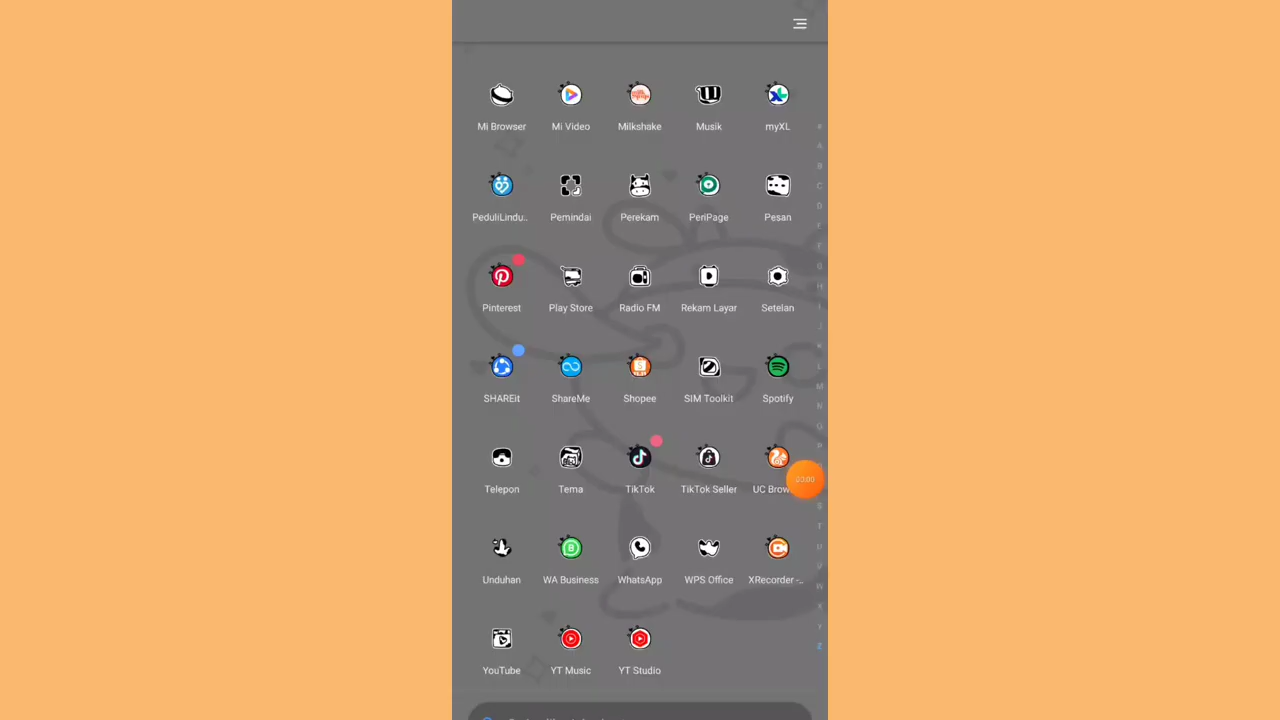 Mi Browser Mi Video Milkshake Musik myXL
PeduliLindu.. Pemindai Perekam PeriPage Pesan
Pinterest Play Store Radio FM Rekam Layar Setelan
SHAREit ShareMe Shopee SIM Toolkit Spotify
Telepon Tema TikTok TikTok Seller UC Brow
Unduhan WA Business WhatsApp WPS Office XRecorder -..
YouTube YT Music YT Studio